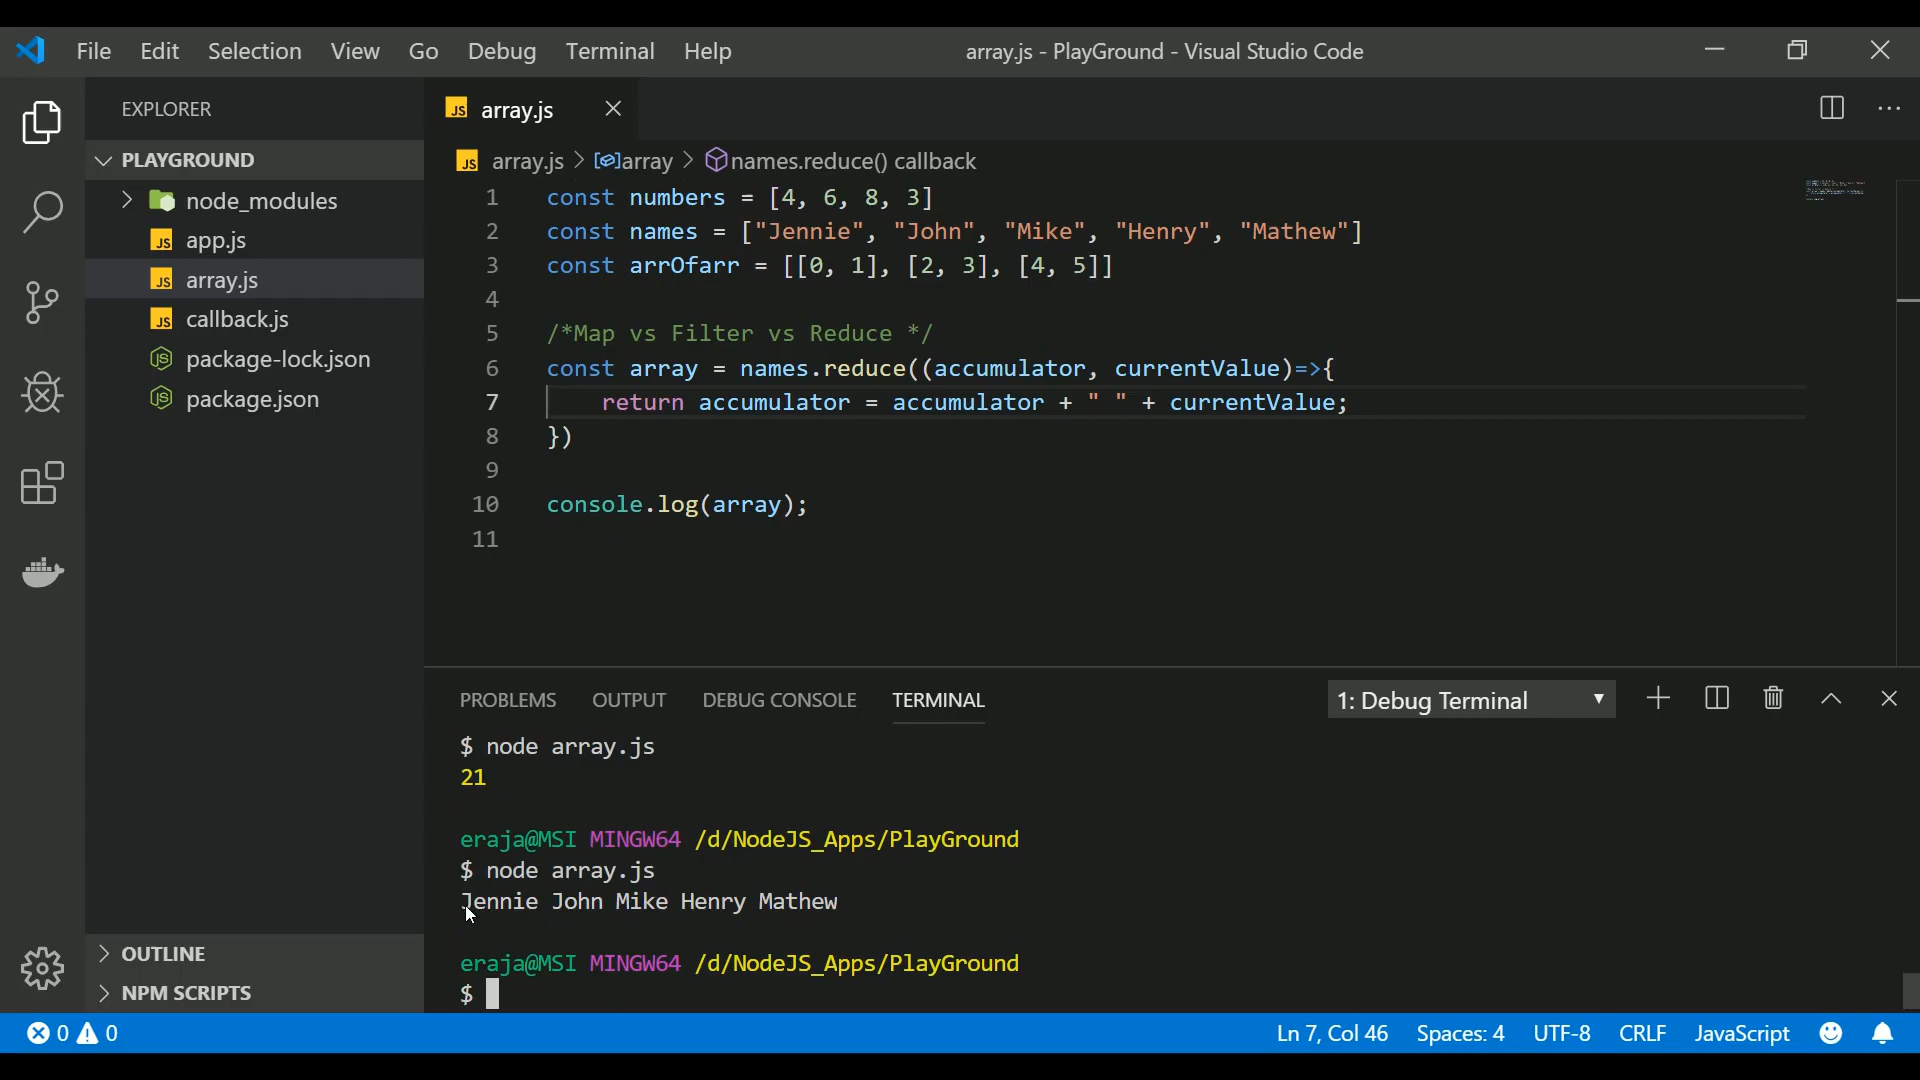 File Edit Selection View Go Debug Terminal Help array.js - PlayGround - Visual Studio Code
EXPLORER
PLAYGROUND
node_modules
JS app.js
JS array.js
JS callback.js
package-lock.json
package.json
OUTLINE
NPM SCRIPTS
JS array.js
JS array.js > array > names.reduce() callback
1 const numbers = [4, 6, 8, 3]
2 const names = ["Jennie", "John", "Mike", "Henry", "Mathew"]
3 const arrOfarr = [[0, 1], [2, 3], [4, 5]]
4
5 /*Map vs Filter vs Reduce */
6 const array = names.reduce((accumulator, currentValue)=>{
7 return accumulator = accumulator + " " + currentValue;
8 })
9
10 console.log(array);
11
PROBLEMS OUTPUT DEBUG CONSOLE TERMINAL 1: Debug Terminal
$ node array.js
21
eraja@MSI MINGW64 /d/NodeJS_Apps/PlayGround
$ node array.js
Jennie John Mike Henry Mathew
eraja@MSI MINGW64 /d/NodeJS_Apps/PlayGround
$
0 0 Ln 7, Col 46 Spaces: 4 UTF-8 CRLF JavaScript